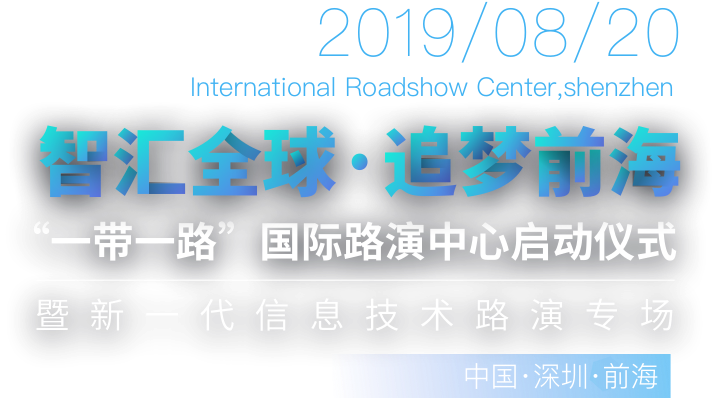 2019/08/20
International Roadshow Center,shenzhen
智汇全球·追梦前海
“一带一路”国际路演中心启动仪式
暨新一代信息技术路演专场
中国·深圳·前海